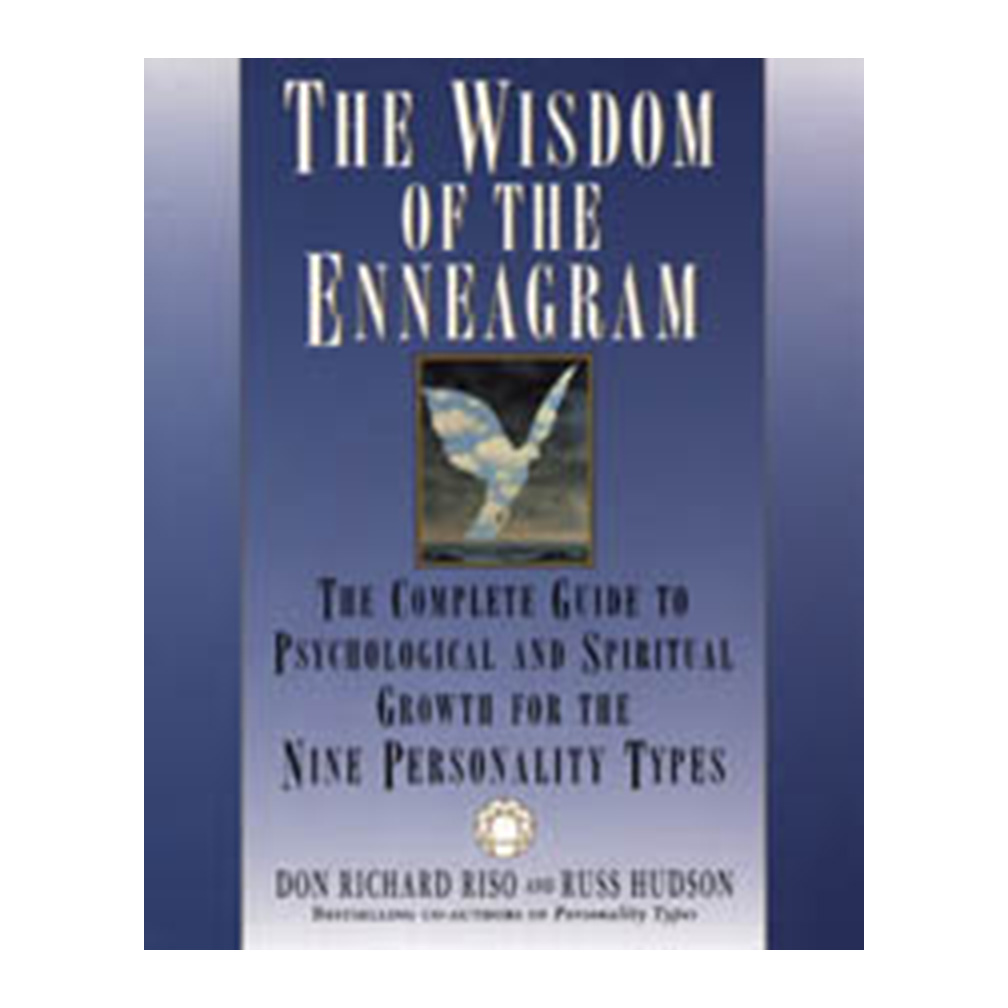 THE WISDOM
OF THE
ENNEAGRAM
THE COMPLETE GUIDE TO
PSYCHOLOGICAL AND SPIRITUAL
GROWTH FOR THE
NINE PERSONALITY TYPES
DON RICHARD RISO AND RUSS HUDSON
BESTSELLING CO-AUTHORS OF Personality Types